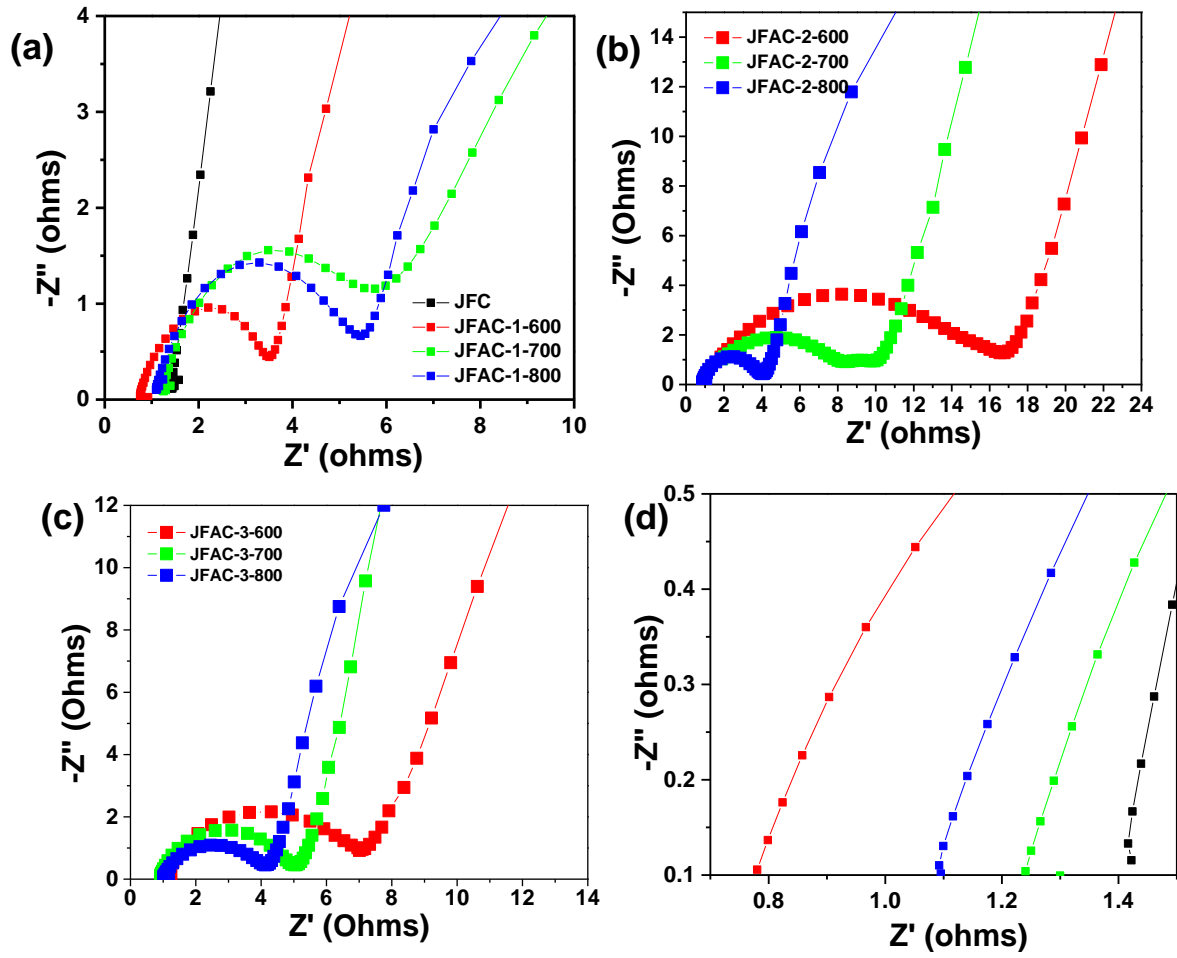 (a)
4
3
2
1
0
-Z'' (ohms)
JFC
JFAC-1-600
JFAC-1-700
JFAC-1-800
0 2 4 6 8 10
Z' (ohms)
(b)
14
12
10
8
6
4
2
0
-Z'' (Ohms)
JFAC-2-600
JFAC-2-700
JFAC-2-800
0 2 4 6 8 10 12 14 16 18 20 22 24
Z' (ohms)
(c)
12
10
8
6
4
2
0
-Z'' (Ohms)
JFAC-3-600
JFAC-3-700
JFAC-3-800
0 2 4 6 8 10 12 14
Z' (Ohms)
(d)
0.5
0.4
0.3
0.2
0.1
-Z'' (ohms)
0.8 1.0 1.2 1.4
Z' (ohms)